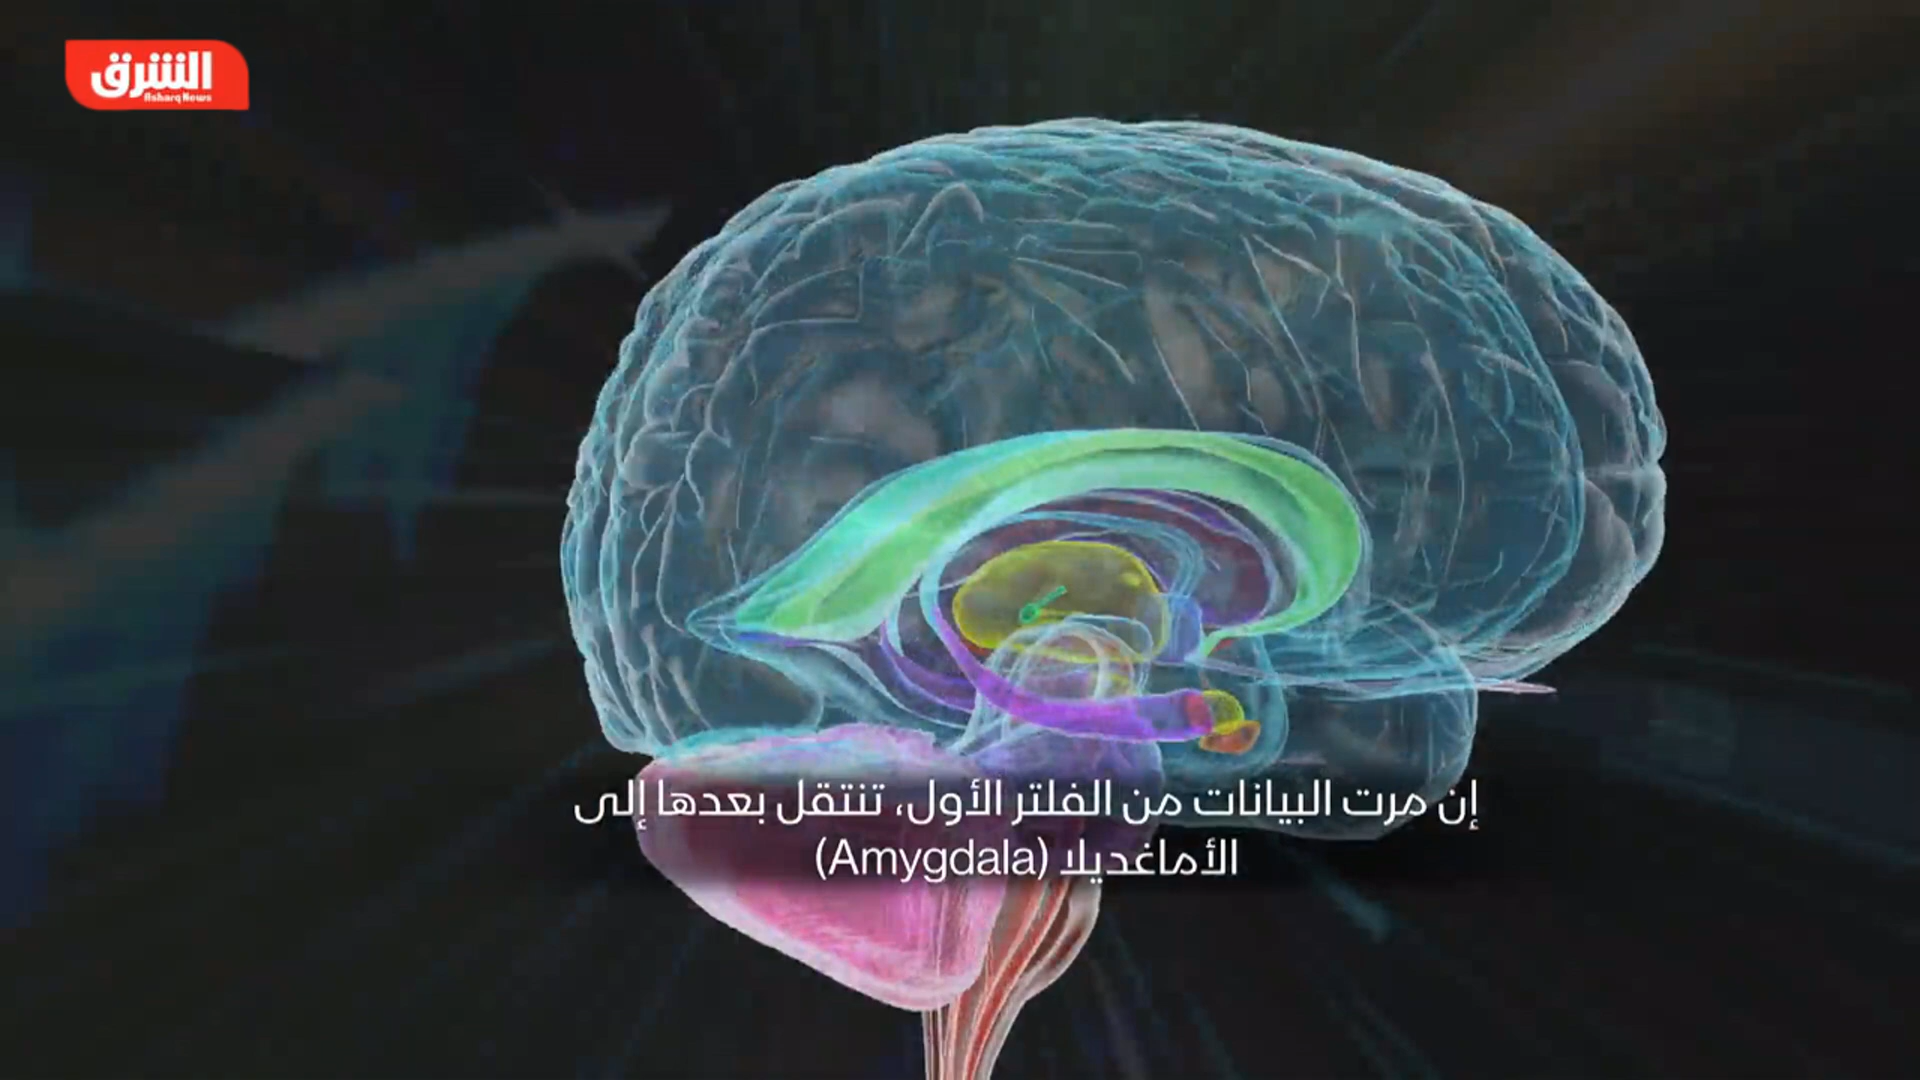 الشرق
Asharq News
إن مرت البيانات من الفلتر الأول، تنتقل بعدها إلى
الأماغديلا (Amygdala)